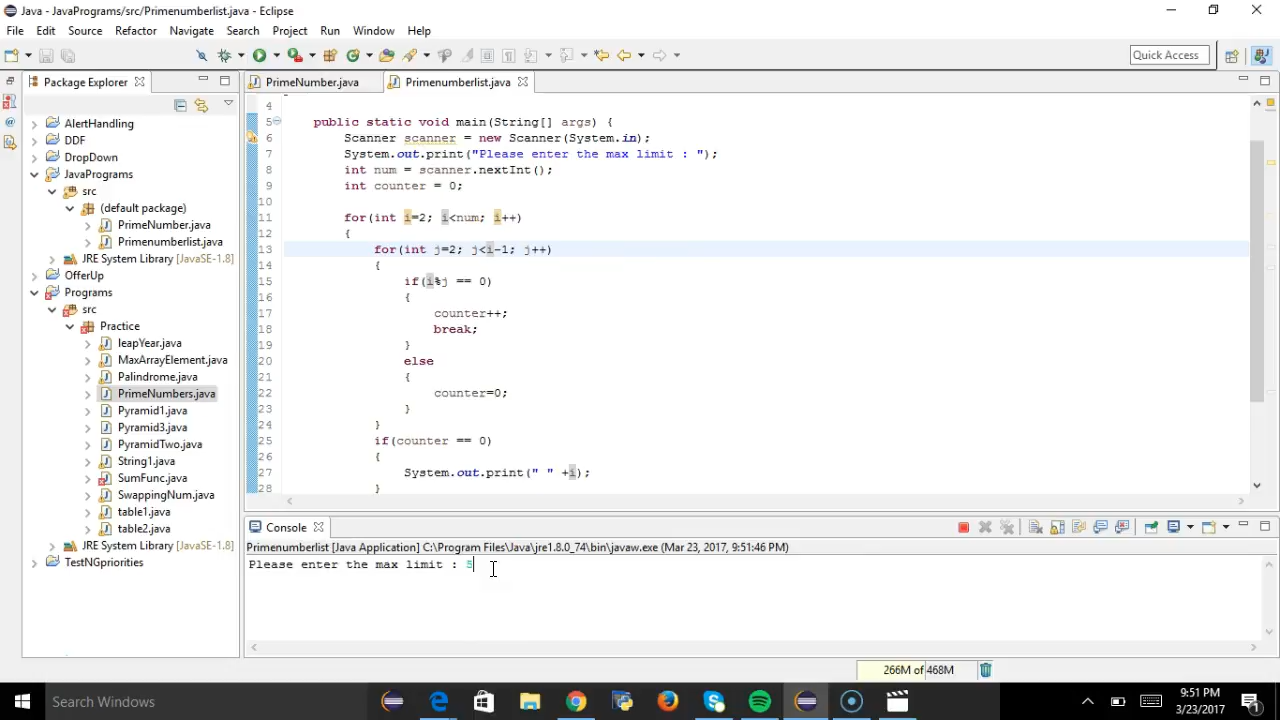 Java - JavaPrograms/src/Primenumberlist.java - Eclipse
File Edit Source Refactor Navigate Search Project Run Window Help
Quick Access
Package Explorer
PrimeNumber.java
Primenumberlist.java
AlertHandling
DDF
DropDown
JavaPrograms
src
(default package)
PrimeNumber.java
Primenumberlist.java
JRE System Library [JavaSE-1.8]
OfferUp
Programs
src
Practice
leapYear.java
MaxArrayElement.java
Palindrome.java
PrimeNumbers.java
Pyramid1.java
Pyramid3.java
PyramidTwo.java
String1.java
SumFunc.java
SwappingNum.java
table1.java
table2.java
JRE System Library [JavaSE-1.8]
TestNGpriorities
4
5 public static void main(String[] args) {
6 Scanner scanner = new Scanner(System.in);
7 System.out.print("Please enter the max limit : ");
8 int num = scanner.nextInt();
9 int counter = 0;
10
11 for(int i=2; i<num; i++)
12 {
13 for(int j=2; j<i-1; j++)
14 {
15 if(i%j == 0)
16 {
17 counter++;
18 break;
19 }
20 else
21 {
22 counter=0;
23 }
24 }
25 if(counter == 0)
26 {
27 System.out.print(" " +i);
28 }
Console
Primenumberlist [Java Application] C:\Program Files\Java\jre1.8.0_74\bin\javaw.exe (Mar 23, 2017, 9:51:46 PM)
Please enter the max limit : 5
266M of 468M
Search Windows
9:51 PM
3/23/2017
1